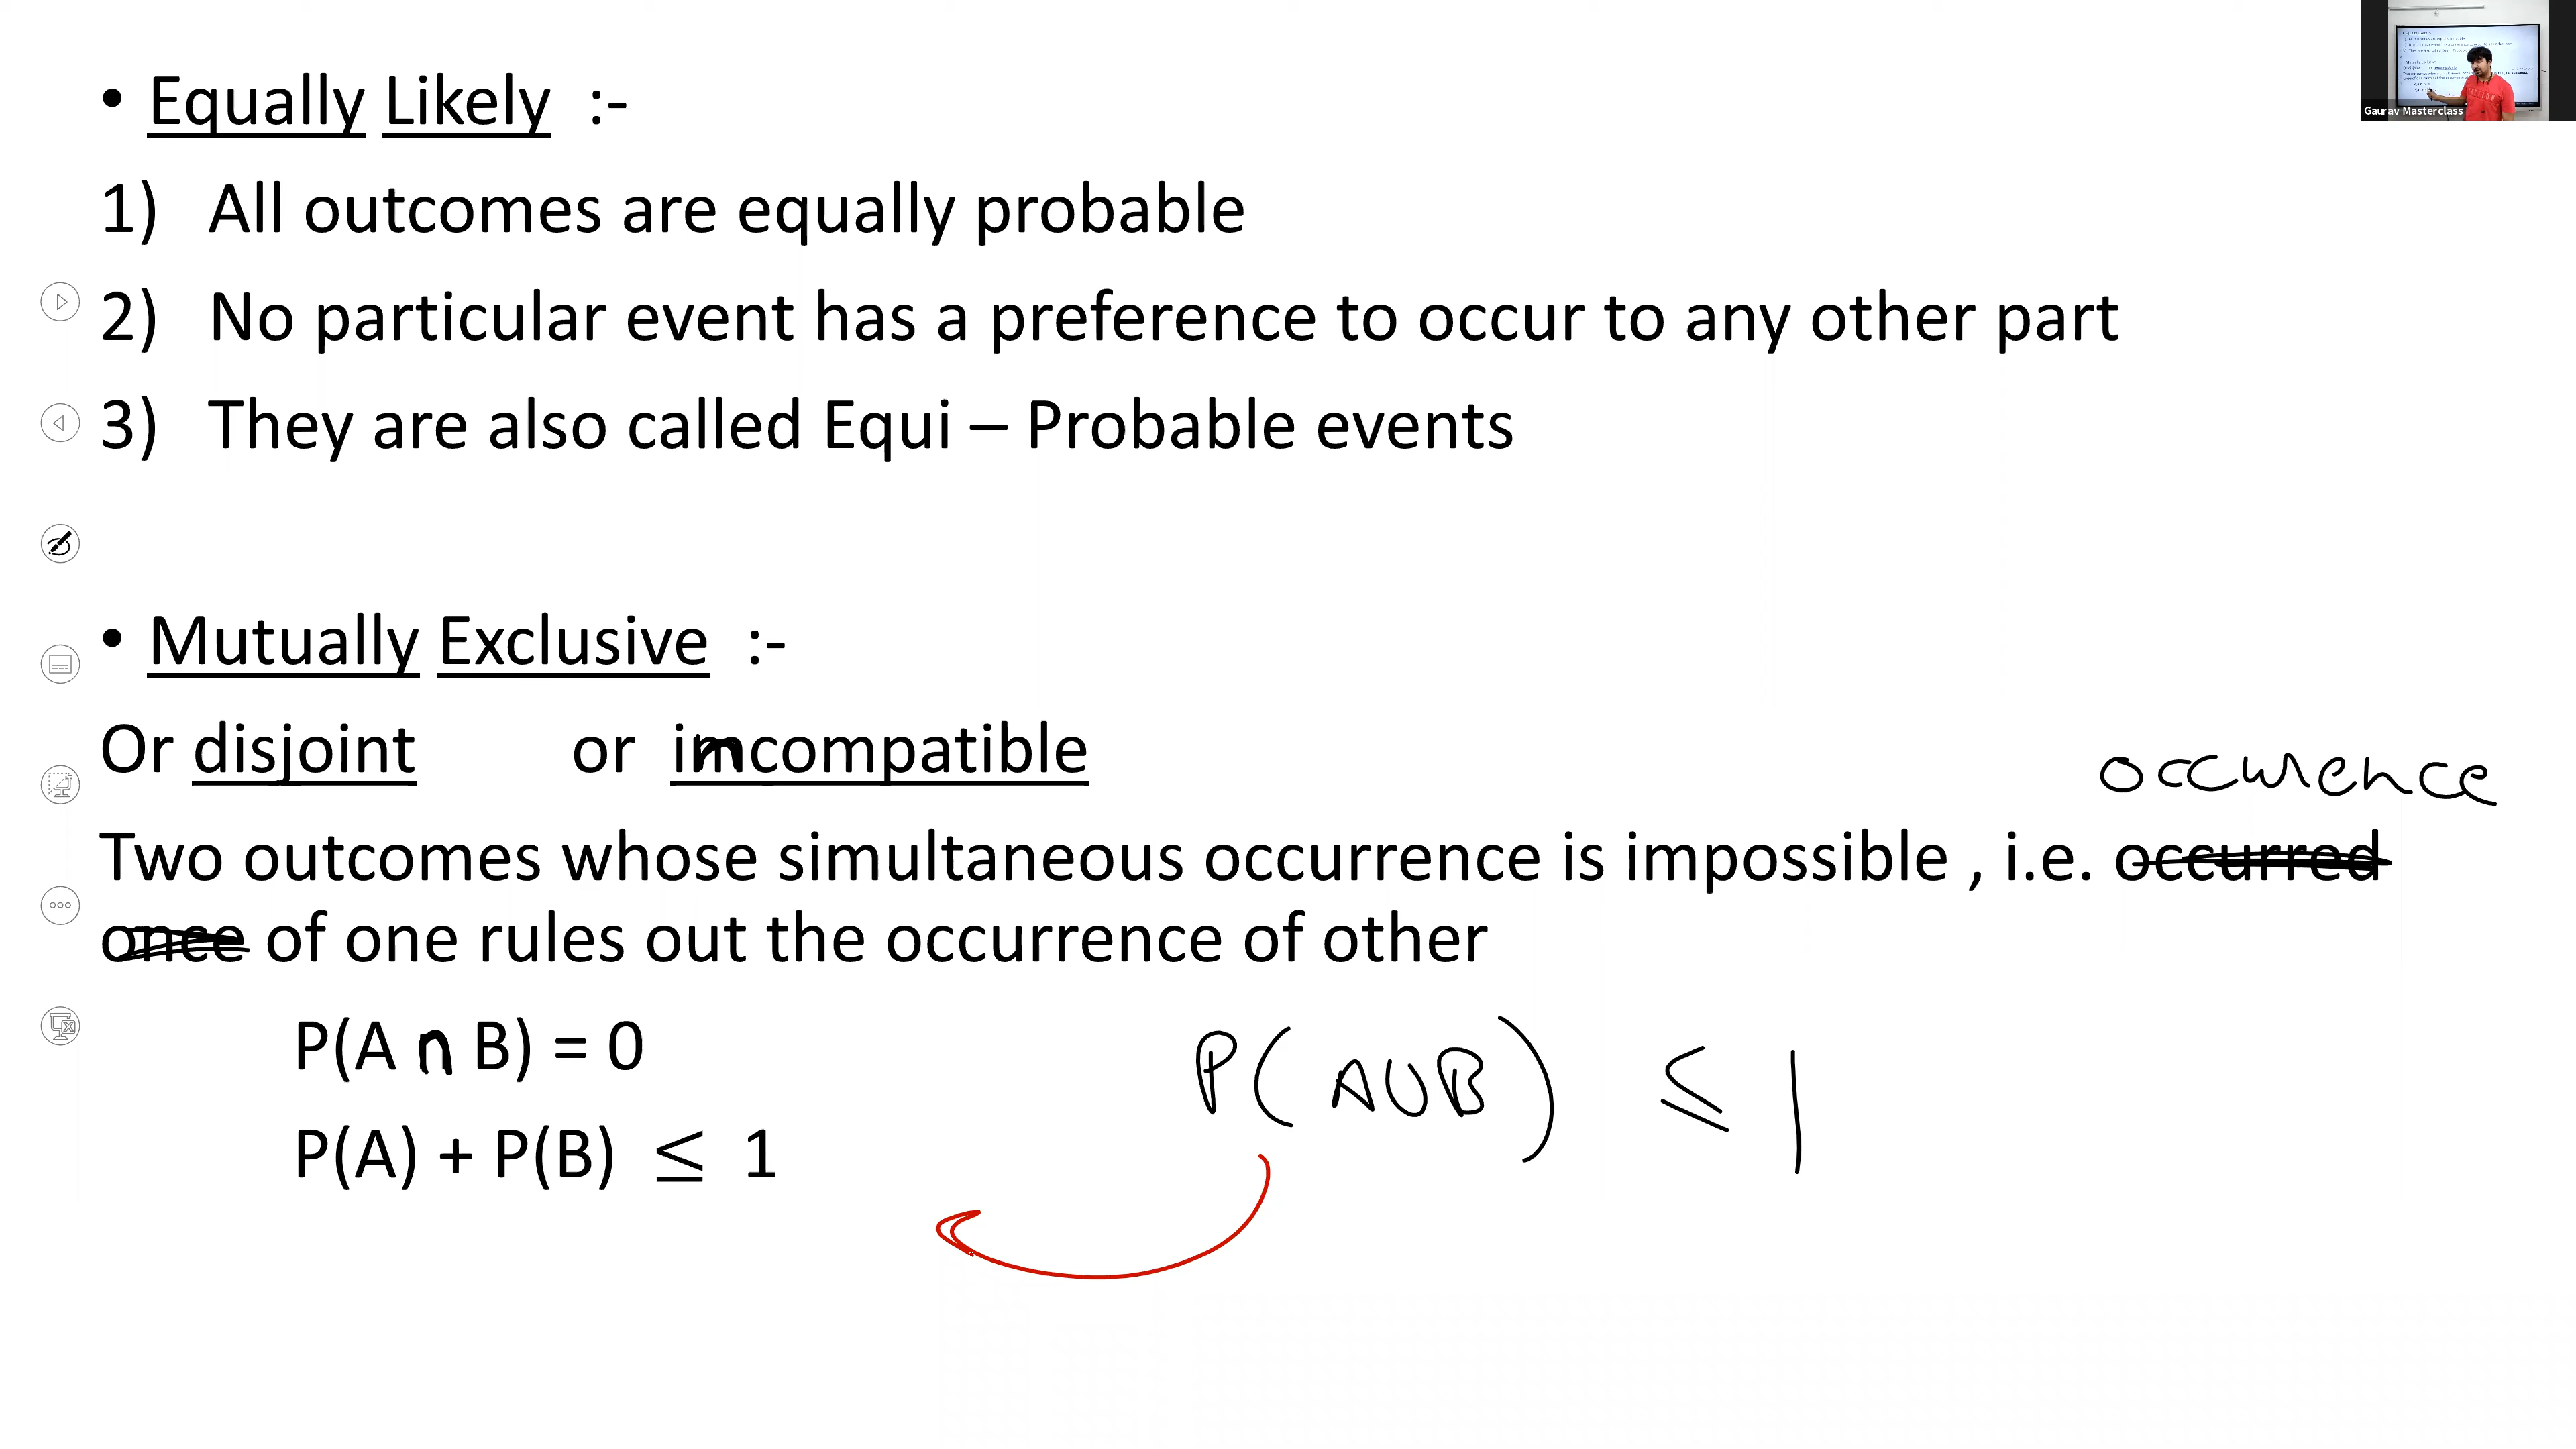 • Equally Likely :-
1) All outcomes are equally probable
2) No particular event has a preference to occur to any other part
3) They are also called Equi – Probable events
• Mutually Exclusive :-
Or disjoint or incompatible
occurence
Two outcomes whose simultaneous occurrence is impossible , i.e. occurred
once of one rules out the occurrence of other
P(A ∩ B) = 0
P(A∪B) ≤ 1
P(A) + P(B) ≤ 1
Gaurav Masterclass